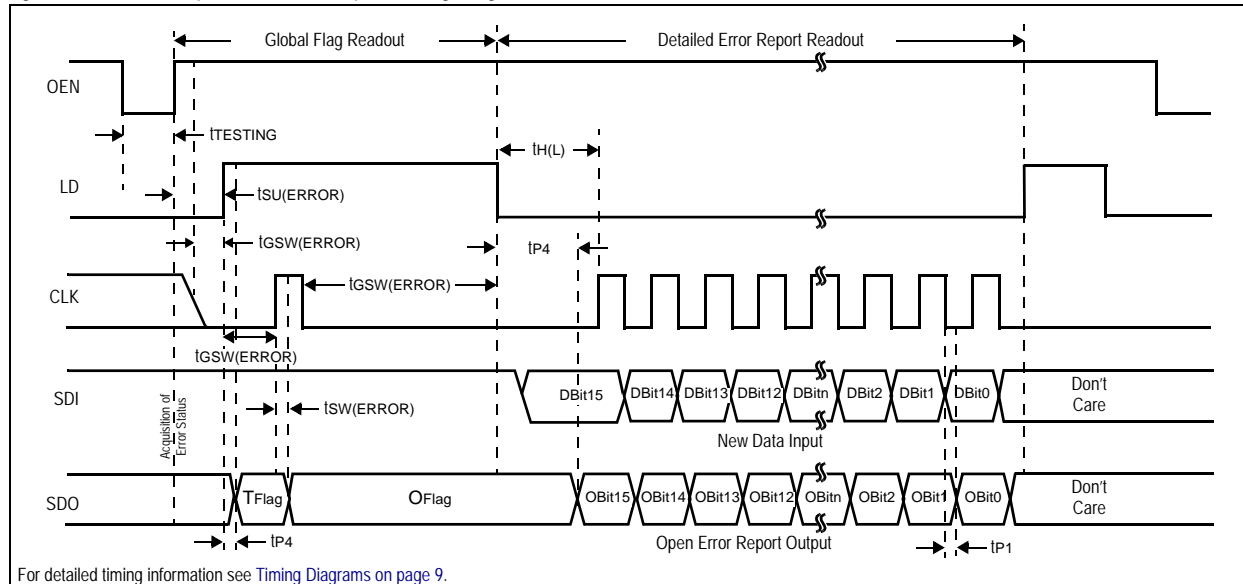 Global Flag Readout
Detailed Error Report Readout
OEN
tTESTING
tH(L)
LD
tSU(ERROR)
tGSW(ERROR)
tP4
CLK
tGSW(ERROR)
tGSW(ERROR)
SDI
DBit15 DBit14 DBit13 DBit12 DBitn DBit2 DBit1 DBit0 Don't Care
tSW(ERROR)
New Data Input
Acquisition of
Error Status
SDO
TFlag OFlag OBit15 OBit14 OBit13 OBit12 OBitn OBit2 OBit1 OBit0 Don't Care
tP4
Open Error Report Output
tP1
For detailed timing information see Timing Diagrams on page 9.